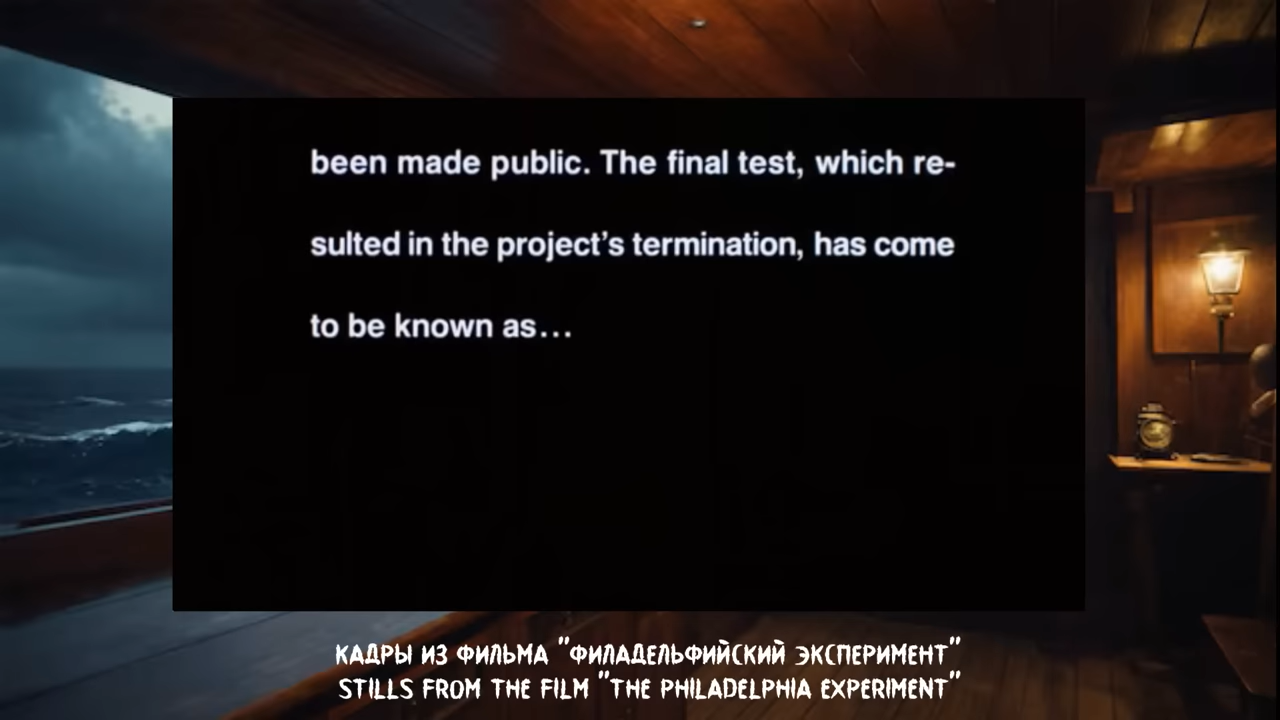 been made public. The final test, which re-
sulted in the project’s termination, has come
to be known as...
КАДРЫ ИЗ ФИЛЬМА "ФИЛАДЕЛЬФИЙСКИЙ ЭКСПЕРИМЕНТ"
STILLS FROM THE FILM "THE PHILADELPHIA EXPERIMENT"